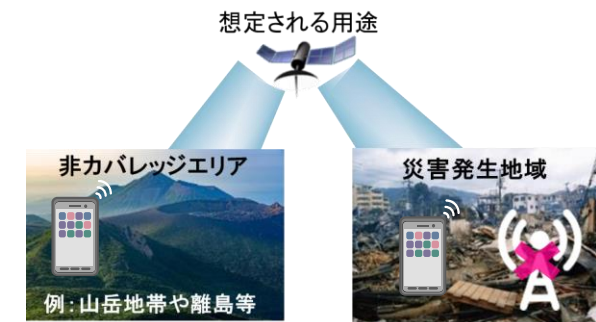 想定される用途
非カバレッジエリア
災害発生地域
例：山岳地帯や離島等